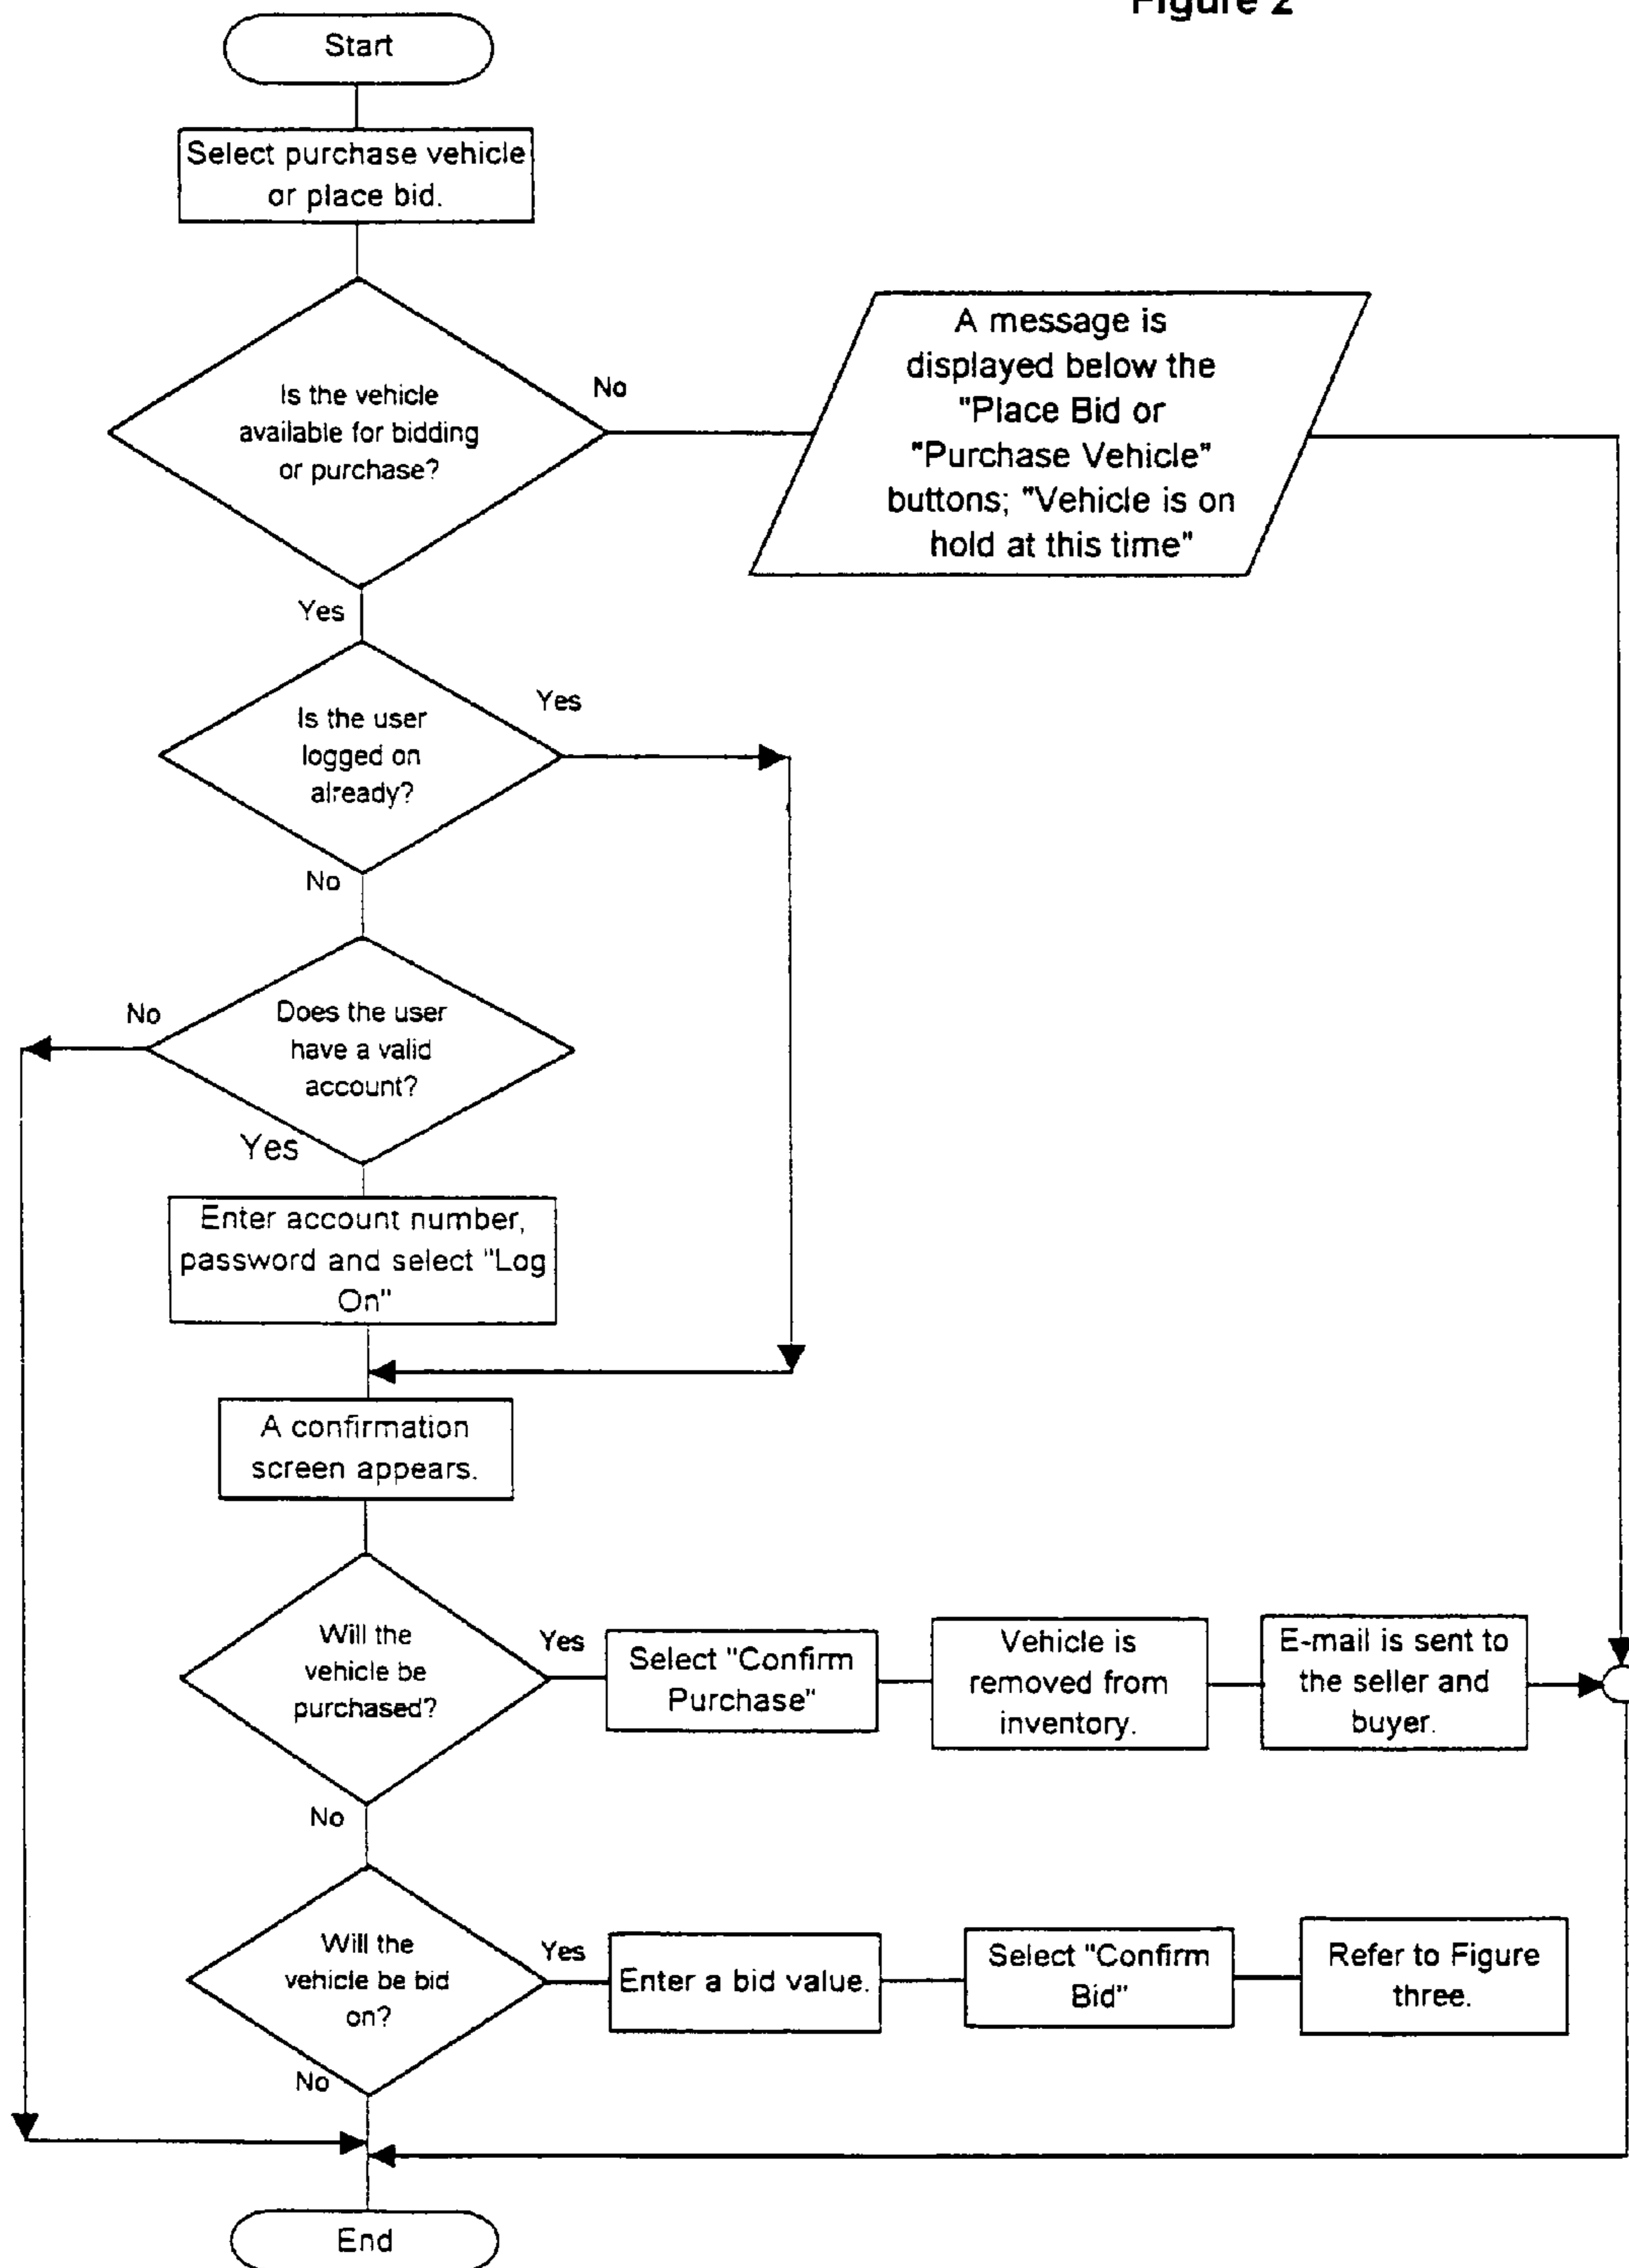 Figure 2
Start
Select purchase vehicle
or place bid.
Is the vehicle
available for bidding
or purchase?
No
A message is
displayed below the
"Place Bid or
"Purchase Vehicle"
buttons; "Vehicle is on
hold at this time"
Yes
Is the user
logged on
already?
Yes
No
Does the user
have a valid
account?
No
Yes
Enter account number,
password and select "Log
On"
A confirmation
screen appears.
Will the
vehicle be
purchased?
Yes
Select "Confirm
Purchase"
Vehicle is
removed from
inventory.
E-mail is sent to
the seller and
buyer.
No
Will the
vehicle be bid
on?
Yes
Enter a bid value.
Select "Confirm
Bid"
Refer to Figure
three.
No
End